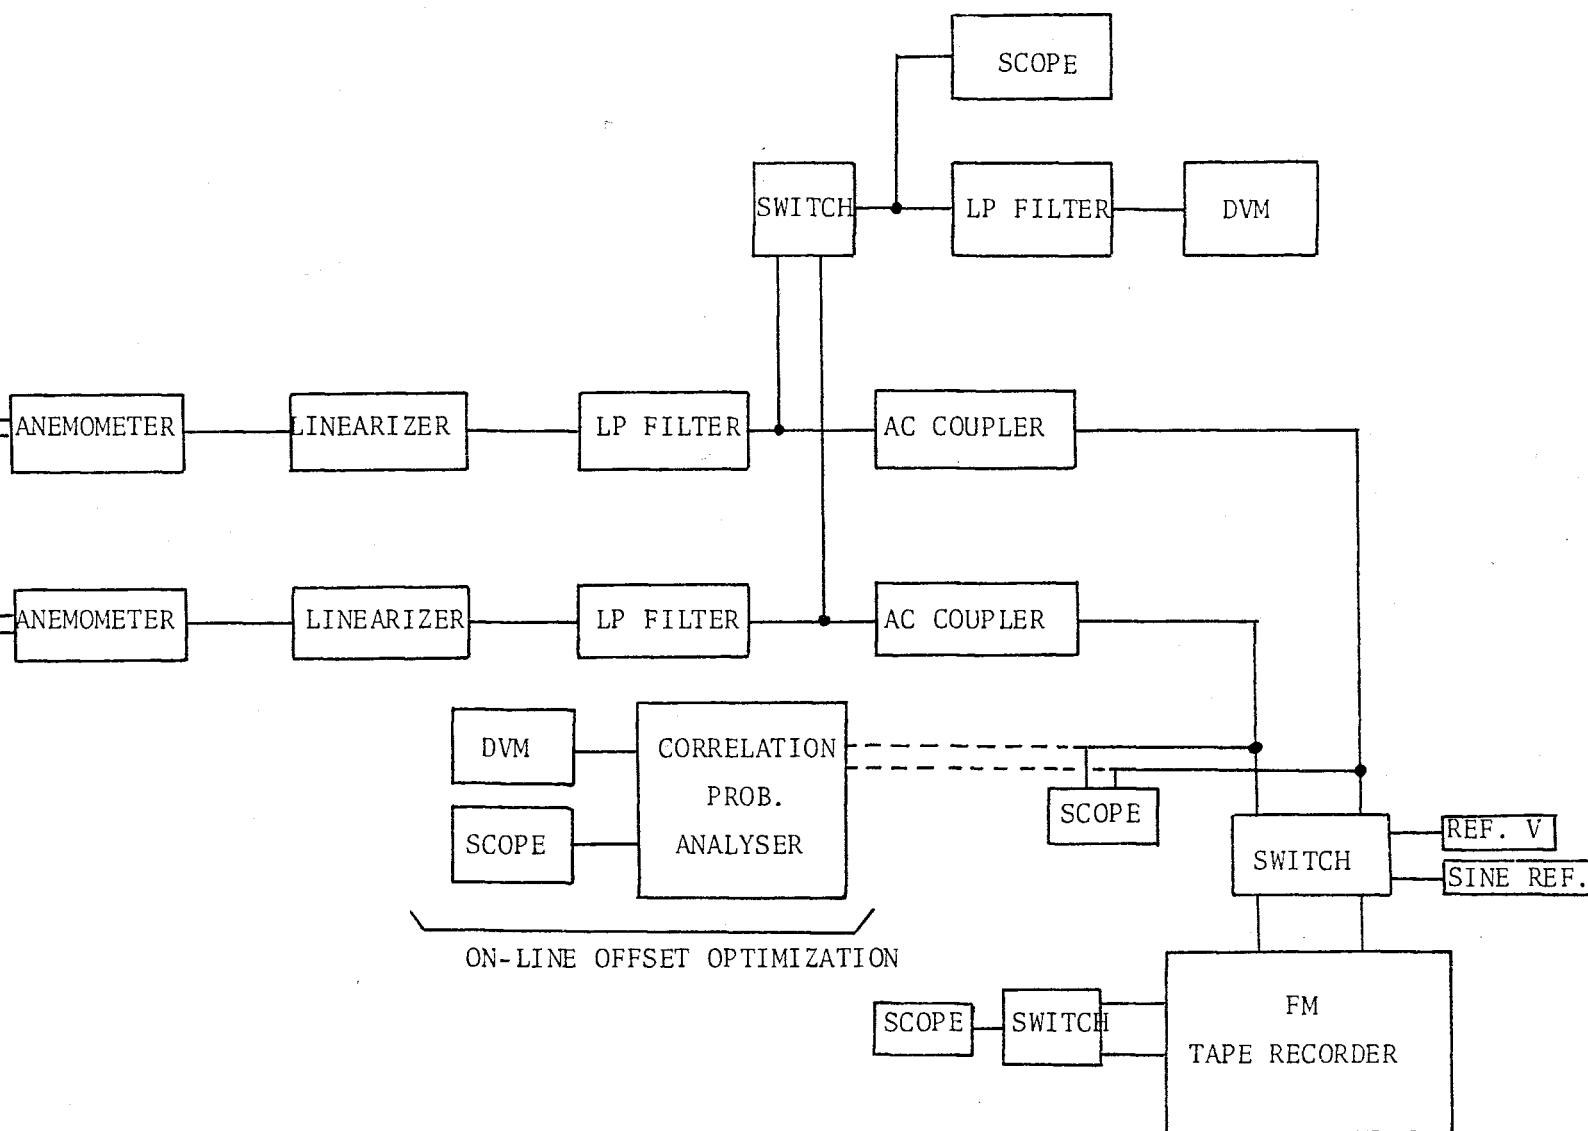 SCOPE
SWITCH
LP FILTER
DVM
ANEMOMETER
LINEARIZER
LP FILTER
AC COUPLER
ANEMOMETER
LINEARIZER
LP FILTER
AC COUPLER
DVM
SCOPE
CORRELATION
PROB.
ANALYSER
SCOPE
REF. V
SWITCH
SINE REF.
ON-LINE OFFSET OPTIMIZATION
SCOPE
SWITCH
FM
TAPE RECORDER